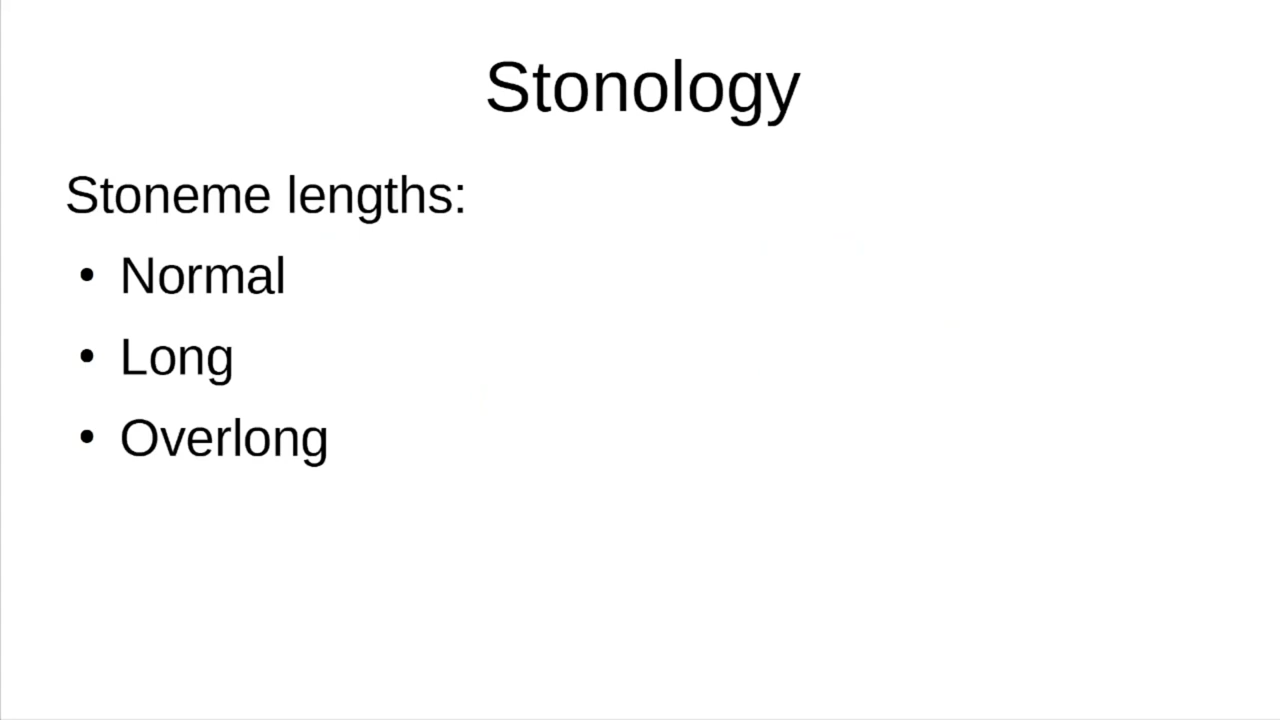 Stonology
Stoneme lengths:
• Normal
• Long
• Overlong